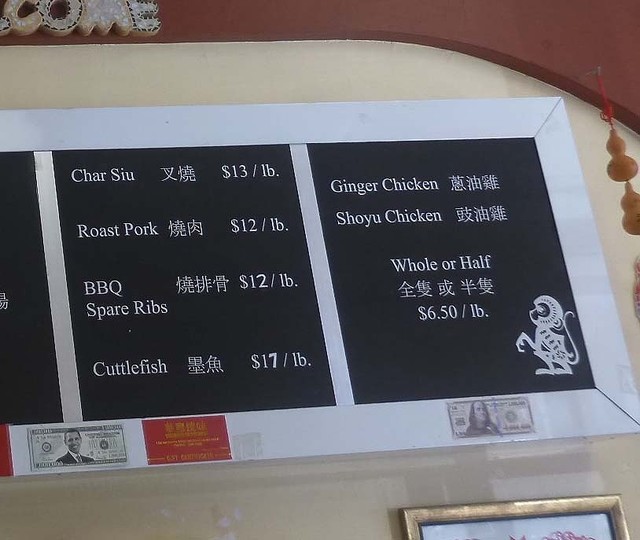 COME
Char Siu 叉燒 $13 / lb.
Roast Pork 燒肉 $12 / lb.
BBQ 燒排骨 $12 / lb.
Spare Ribs
Cuttlefish 墨魚 $17 / lb.
Ginger Chicken 蔥油雞
Shoyu Chicken 豉油雞
Whole or Half
全隻 或 半隻
$6.50 / lb.